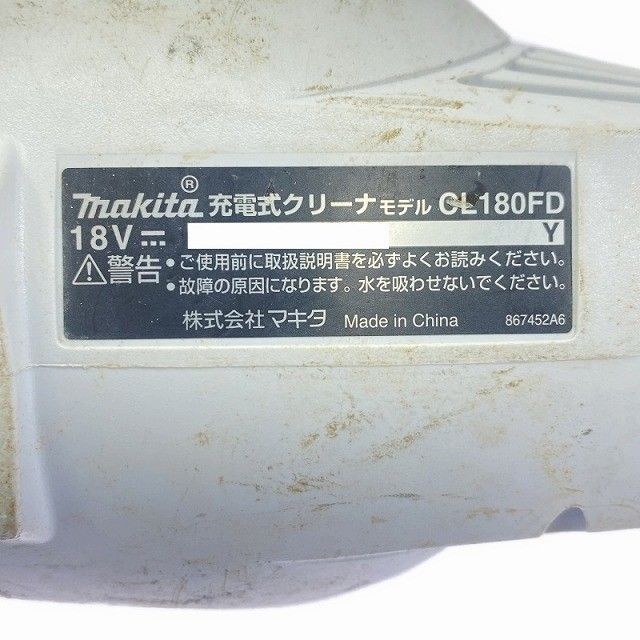 makita® 充電式クリーナ モデル CL180FD
18V⎓ Y
⚠警告 • ご使用前に取扱説明書を必ずよくお読みください。
• 故障の原因になります。水を吸わせないでください。
株式会社 マキタ Made in China 867452A6